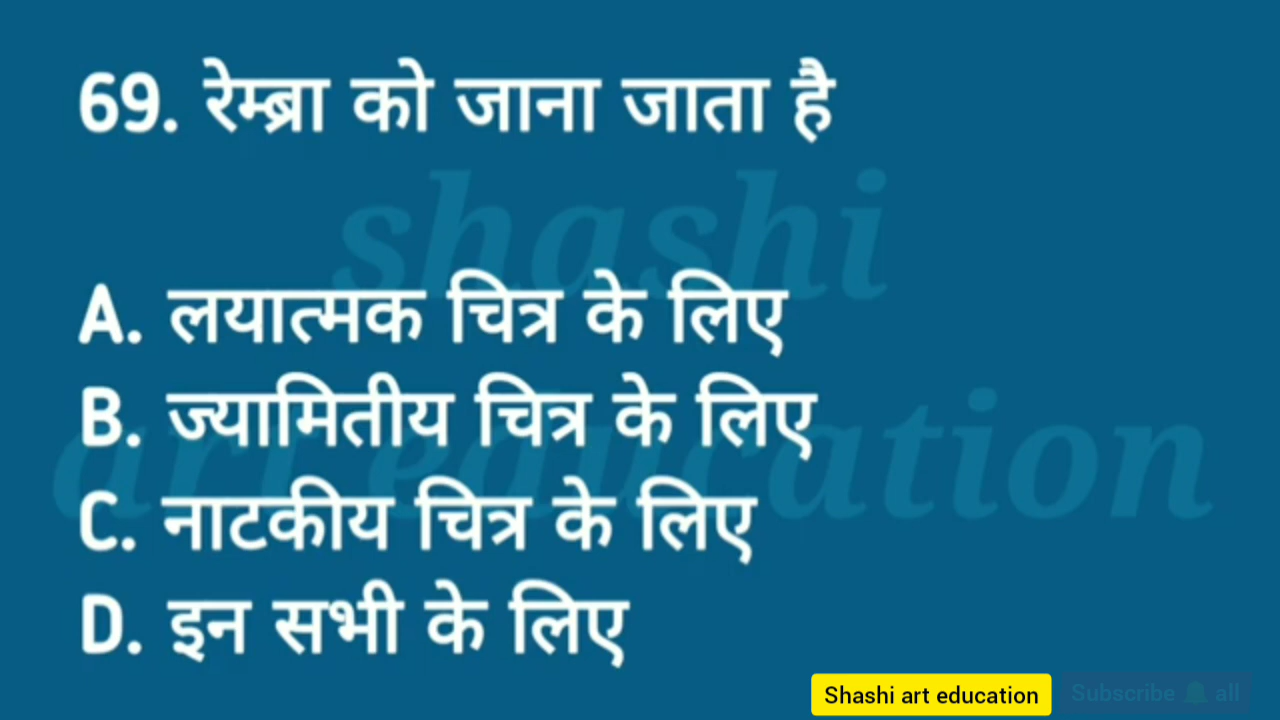 69. रेम्ब्रा को जाना जाता है
shashi
A. लयात्मक चित्र के लिए
B. ज्यामितीय चित्र के लिए
art education
C. नाटकीय चित्र के लिए
D. इन सभी के लिए
Shashi art education
Subscribe 🔔 all